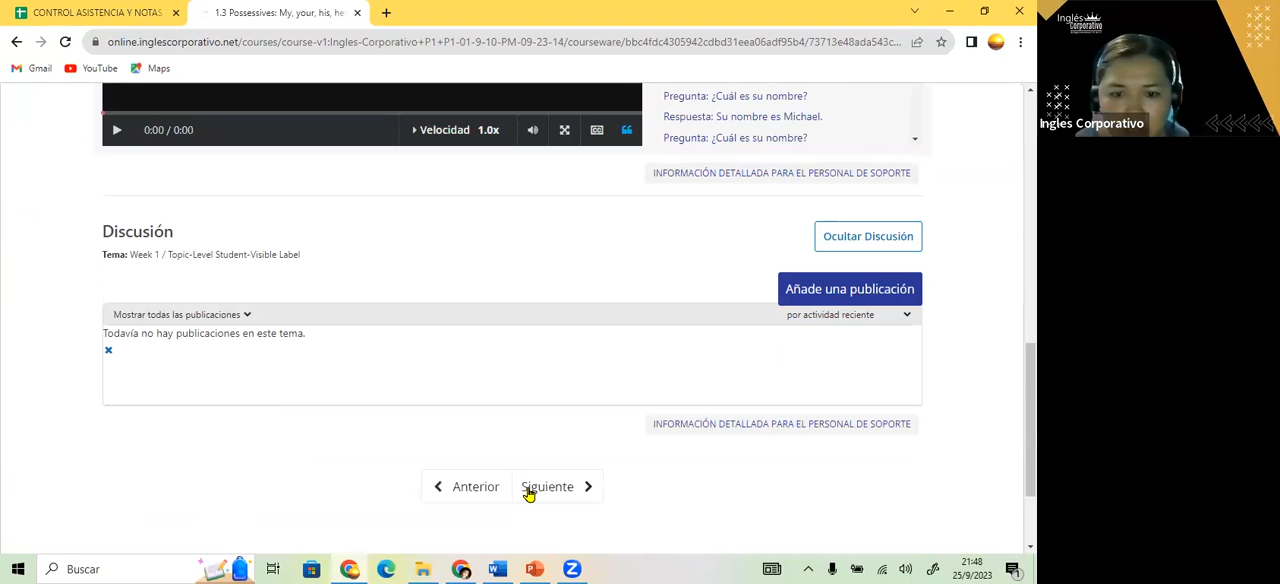 CONTROL ASISTENCIA Y NOTAS
1.3 Possessives: My, your, his, he
online.inglescorporativo.net/courses/course-v1:Ingles-Corporativo+P1+P1-01-9-10-PM-09-23-14/courseware/bbc4fdc4305942cdbd31eea06adf95b4/73713e48ada543c...
Gmail
YouTube
Maps
Pregunta: ¿Cuál es su nombre?
Respuesta: Su nombre es Michael.
Pregunta: ¿Cuál es su nombre?
0:00 / 0:00
Velocidad 1.0x
INFORMACIÓN DETALLADA PARA EL PERSONAL DE SOPORTE
Discusión
Ocultar Discusión
Tema: Week 1 / Topic-Level Student-Visible Label
Añade una publicación
Mostrar todas las publicaciones
por actividad reciente
Todavía no hay publicaciones en este tema.
INFORMACIÓN DETALLADA PARA EL PERSONAL DE SOPORTE
Anterior
Siguiente
Buscar
21:48
25/9/2023
Inglés
Corporativo
Ingles Corporativo